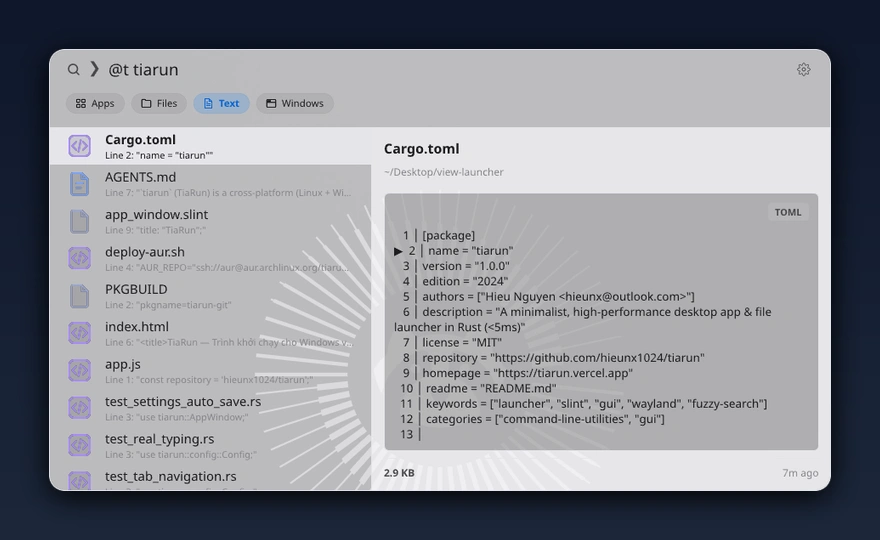 ❯ @t tiarun
Apps Files Text Windows
Cargo.toml
Line 2: "name = "tiarun""
AGENTS.md
Line 7: "`tiarun` (TiaRun) is a cross-platform (Linux + Wi...
app_window.slint
Line 9: "title: "TiaRun";"
deploy-aur.sh
Line 4: "AUR_REPO="ssh://aur@aur.archlinux.org/tiaru...
PKGBUILD
Line 2: "pkgname=tiarun-git"
index.html
Line 6: "<title>TiaRun — Trình khởi chạy cho Windows v...
app.js
Line 1: "const repository = 'hieunx1024/tiarun';"
test_settings_auto_save.rs
Line 3: "use tiarun::AppWindow;"
test_real_typing.rs
Line 3: "use tiarun::config::Config;"
test_tab_navigation.rs
Cargo.toml
~/Desktop/view-launcher
TOML
1 │ [package]
▶ 2 │ name = "tiarun"
3 │ version = "1.0.0"
4 │ edition = "2024"
5 │ authors = ["Hieu Nguyen <hieunx@outlook.com>"]
6 │ description = "A minimalist, high-performance desktop app & file
launcher in Rust (<5ms)"
7 │ license = "MIT"
8 │ repository = "https://github.com/hieunx1024/tiarun"
9 │ homepage = "https://tiarun.vercel.app"
10 │ readme = "README.md"
11 │ keywords = ["launcher", "slint", "gui", "wayland", "fuzzy-search"]
12 │ categories = ["command-line-utilities", "gui"]
13 │
2.9 KB
7m ago